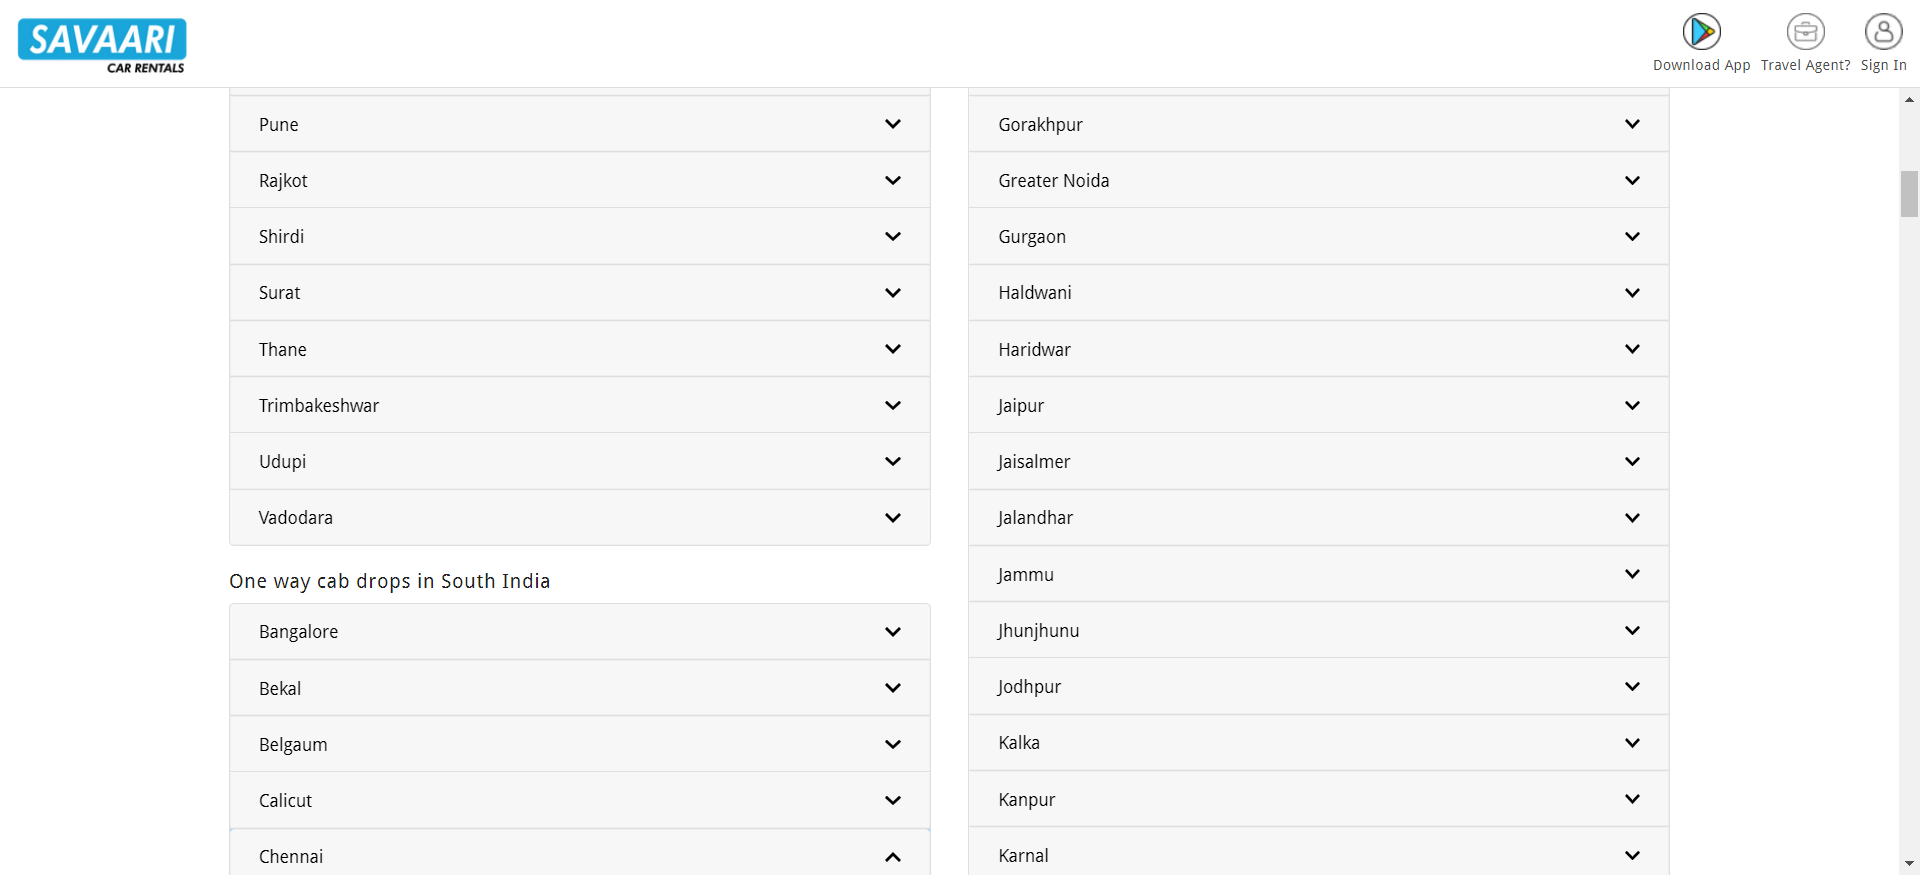 SAVAARI
CAR RENTALS
Download App
Travel Agent?
Sign In
Pune
Rajkot
Shirdi
Surat
Thane
Trimbakeshwar
Udupi
Vadodara
One way cab drops in South India
Bangalore
Bekal
Belgaum
Calicut
Chennai
Gorakhpur
Greater Noida
Gurgaon
Haldwani
Haridwar
Jaipur
Jaisalmer
Jalandhar
Jammu
Jhunjhunu
Jodhpur
Kalka
Kanpur
Karnal